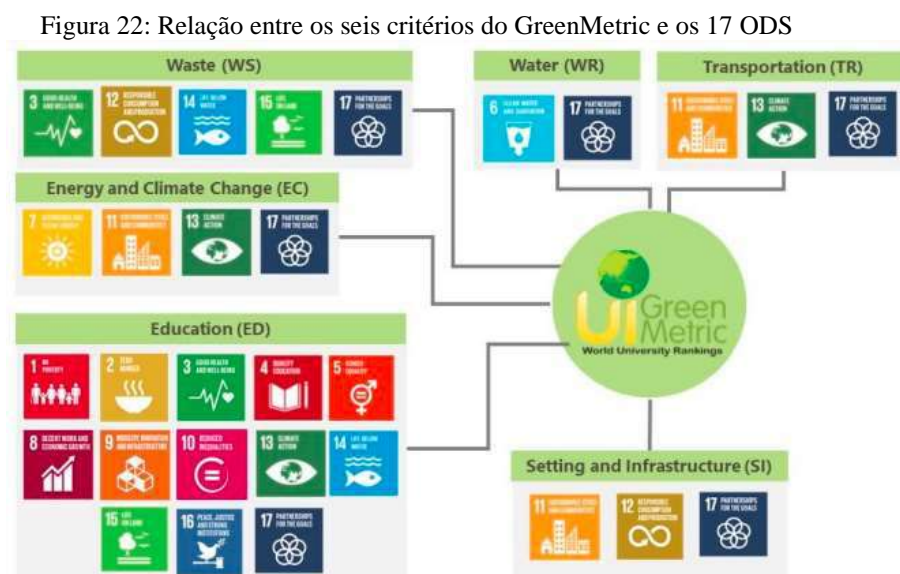 Figura 22: Relação entre os seis critérios do GreenMetric e os 17 ODS
Waste (WS)
3 GOOD HEALTH AND WELL-BEING
12 RESPONSIBLE CONSUMPTION AND PRODUCTION
14 LIFE BELOW WATER
15 LIFE ON LAND
17 PARTNERSHIPS FOR THE GOALS
Water (WR)
6 CLEAN WATER AND SANITATION
17 PARTNERSHIPS FOR THE GOALS
Transportation (TR)
11 SUSTAINABLE CITIES AND COMMUNITIES
13 CLIMATE ACTION
17 PARTNERSHIPS FOR THE GOALS
Energy and Climate Change (EC)
7
11 SUSTAINABLE CITIES AND COMMUNITIES
13 CLIMATE ACTION
17 PARTNERSHIPS FOR THE GOALS
UI Green
Metric
World University Rankings
Education (ED)
1 NO POVERTY
2 ZERO HUNGER
3 GOOD HEALTH AND WELL-BEING
4 QUALITY EDUCATION
5 GENDER EQUALITY
8 DECENT WORK AND ECONOMIC GROWTH
9 INDUSTRY, INNOVATION AND INFRASTRUCTURE
10 REDUCED INEQUALITIES
13 CLIMATE ACTION
14 LIFE BELOW WATER
15 LIFE ON LAND
16 PEACE, JUSTICE AND STRONG INSTITUTIONS
17 PARTNERSHIPS FOR THE GOALS
Setting and Infrastructure (SI)
11 SUSTAINABLE CITIES AND COMMUNITIES
12 RESPONSIBLE CONSUMPTION AND PRODUCTION
17 PARTNERSHIPS FOR THE GOALS